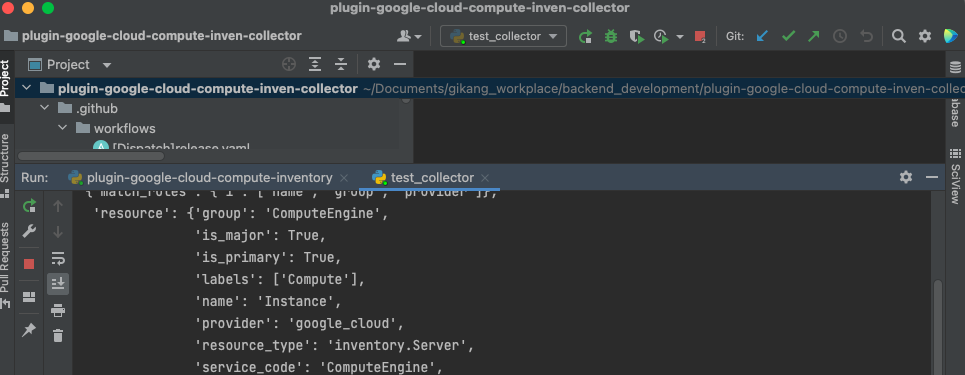 plugin-google-cloud-compute-inven-collector
plugin-google-cloud-compute-inven-collector
test_collector
Git:
Project
Project
plugin-google-cloud-compute-inven-collector ~/Documents/gikang_workplace/backend_development/plugin-google-cloud-compute-inven-collec
.github
workflows
[Dispatch]release.yaml
Structure
Pull Requests
abase
SciView
Run:
plugin-google-cloud-compute-inventory
test_collector
{'match_rules': {'1': ['name', 'group', 'provider']},
'resource': {'group': 'ComputeEngine',
'is_major': True,
'is_primary': True,
'labels': ['Compute'],
'name': 'Instance',
'provider': 'google_cloud',
'resource_type': 'inventory.Server',
'service_code': 'ComputeEngine',